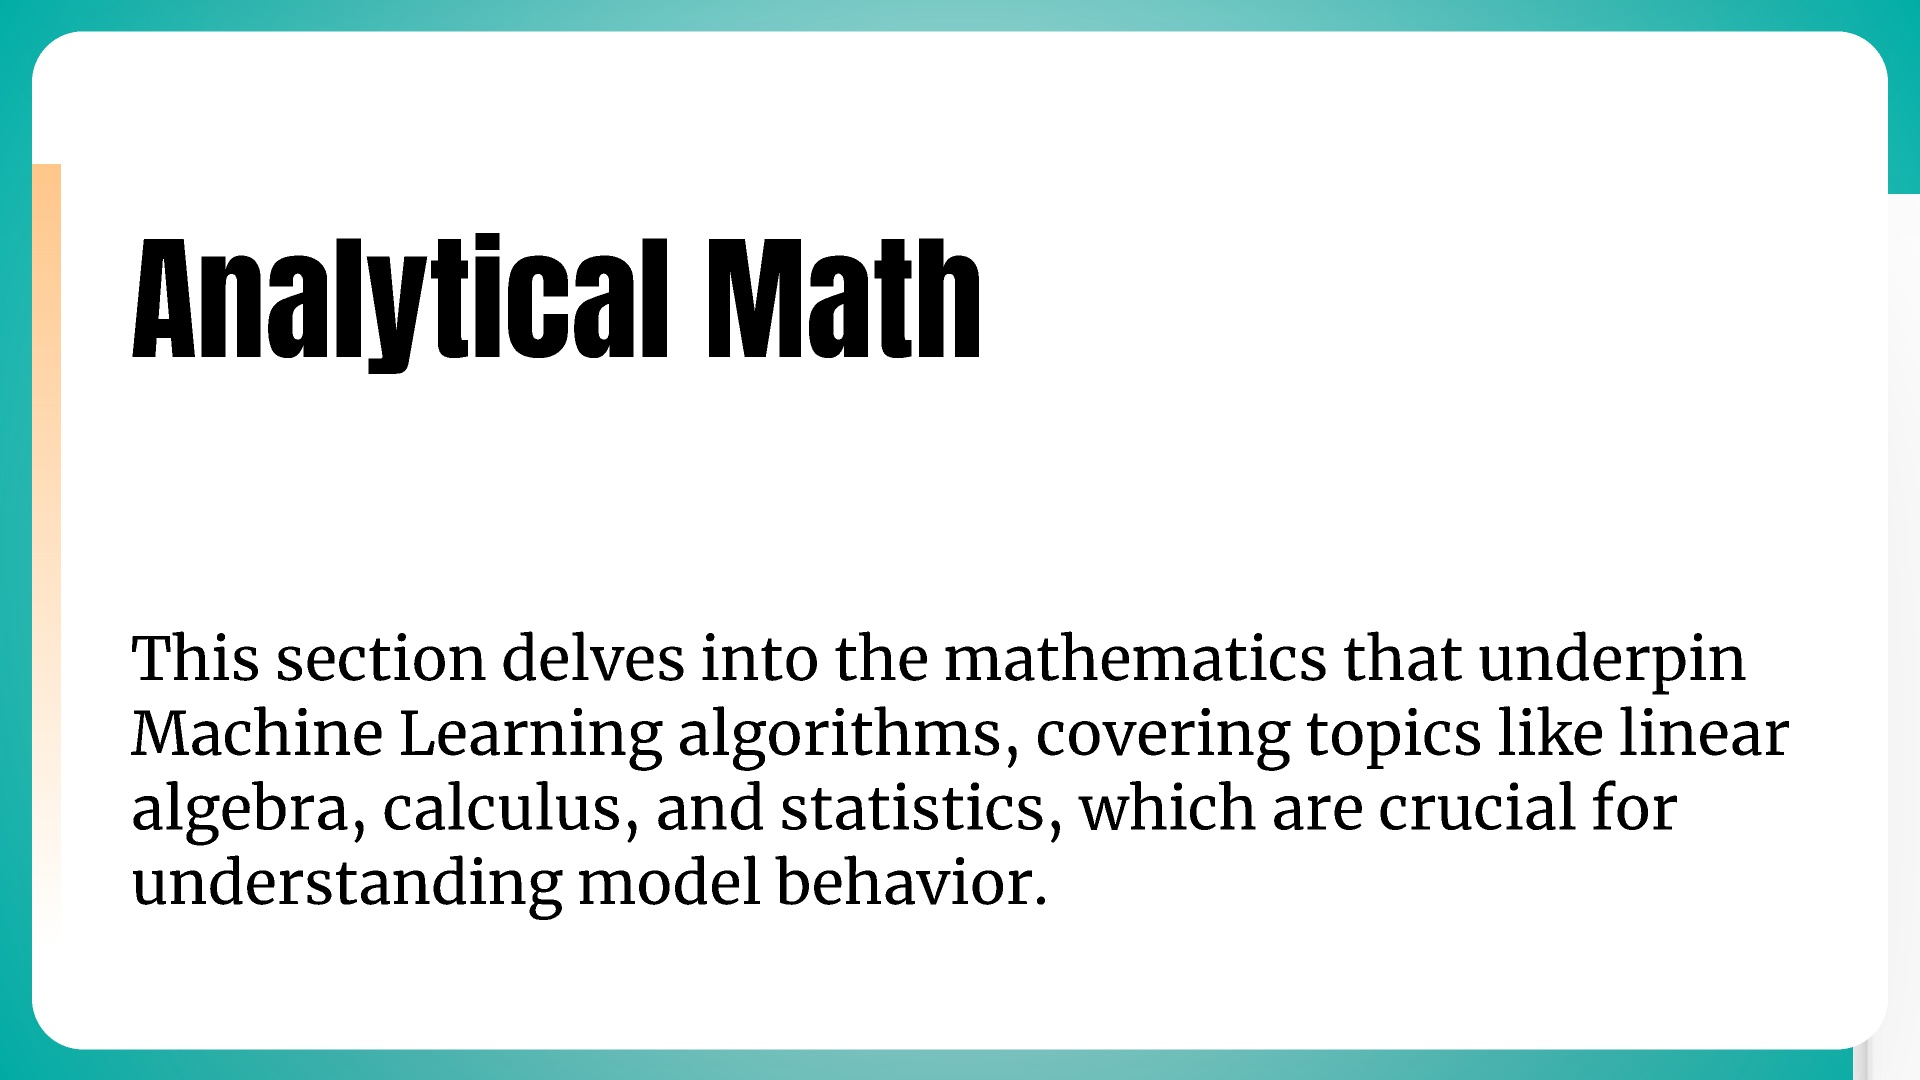 Analytical Math
This section delves into the mathematics that underpin
Machine Learning algorithms, covering topics like linear
algebra, calculus, and statistics, which are crucial for
understanding model behavior.